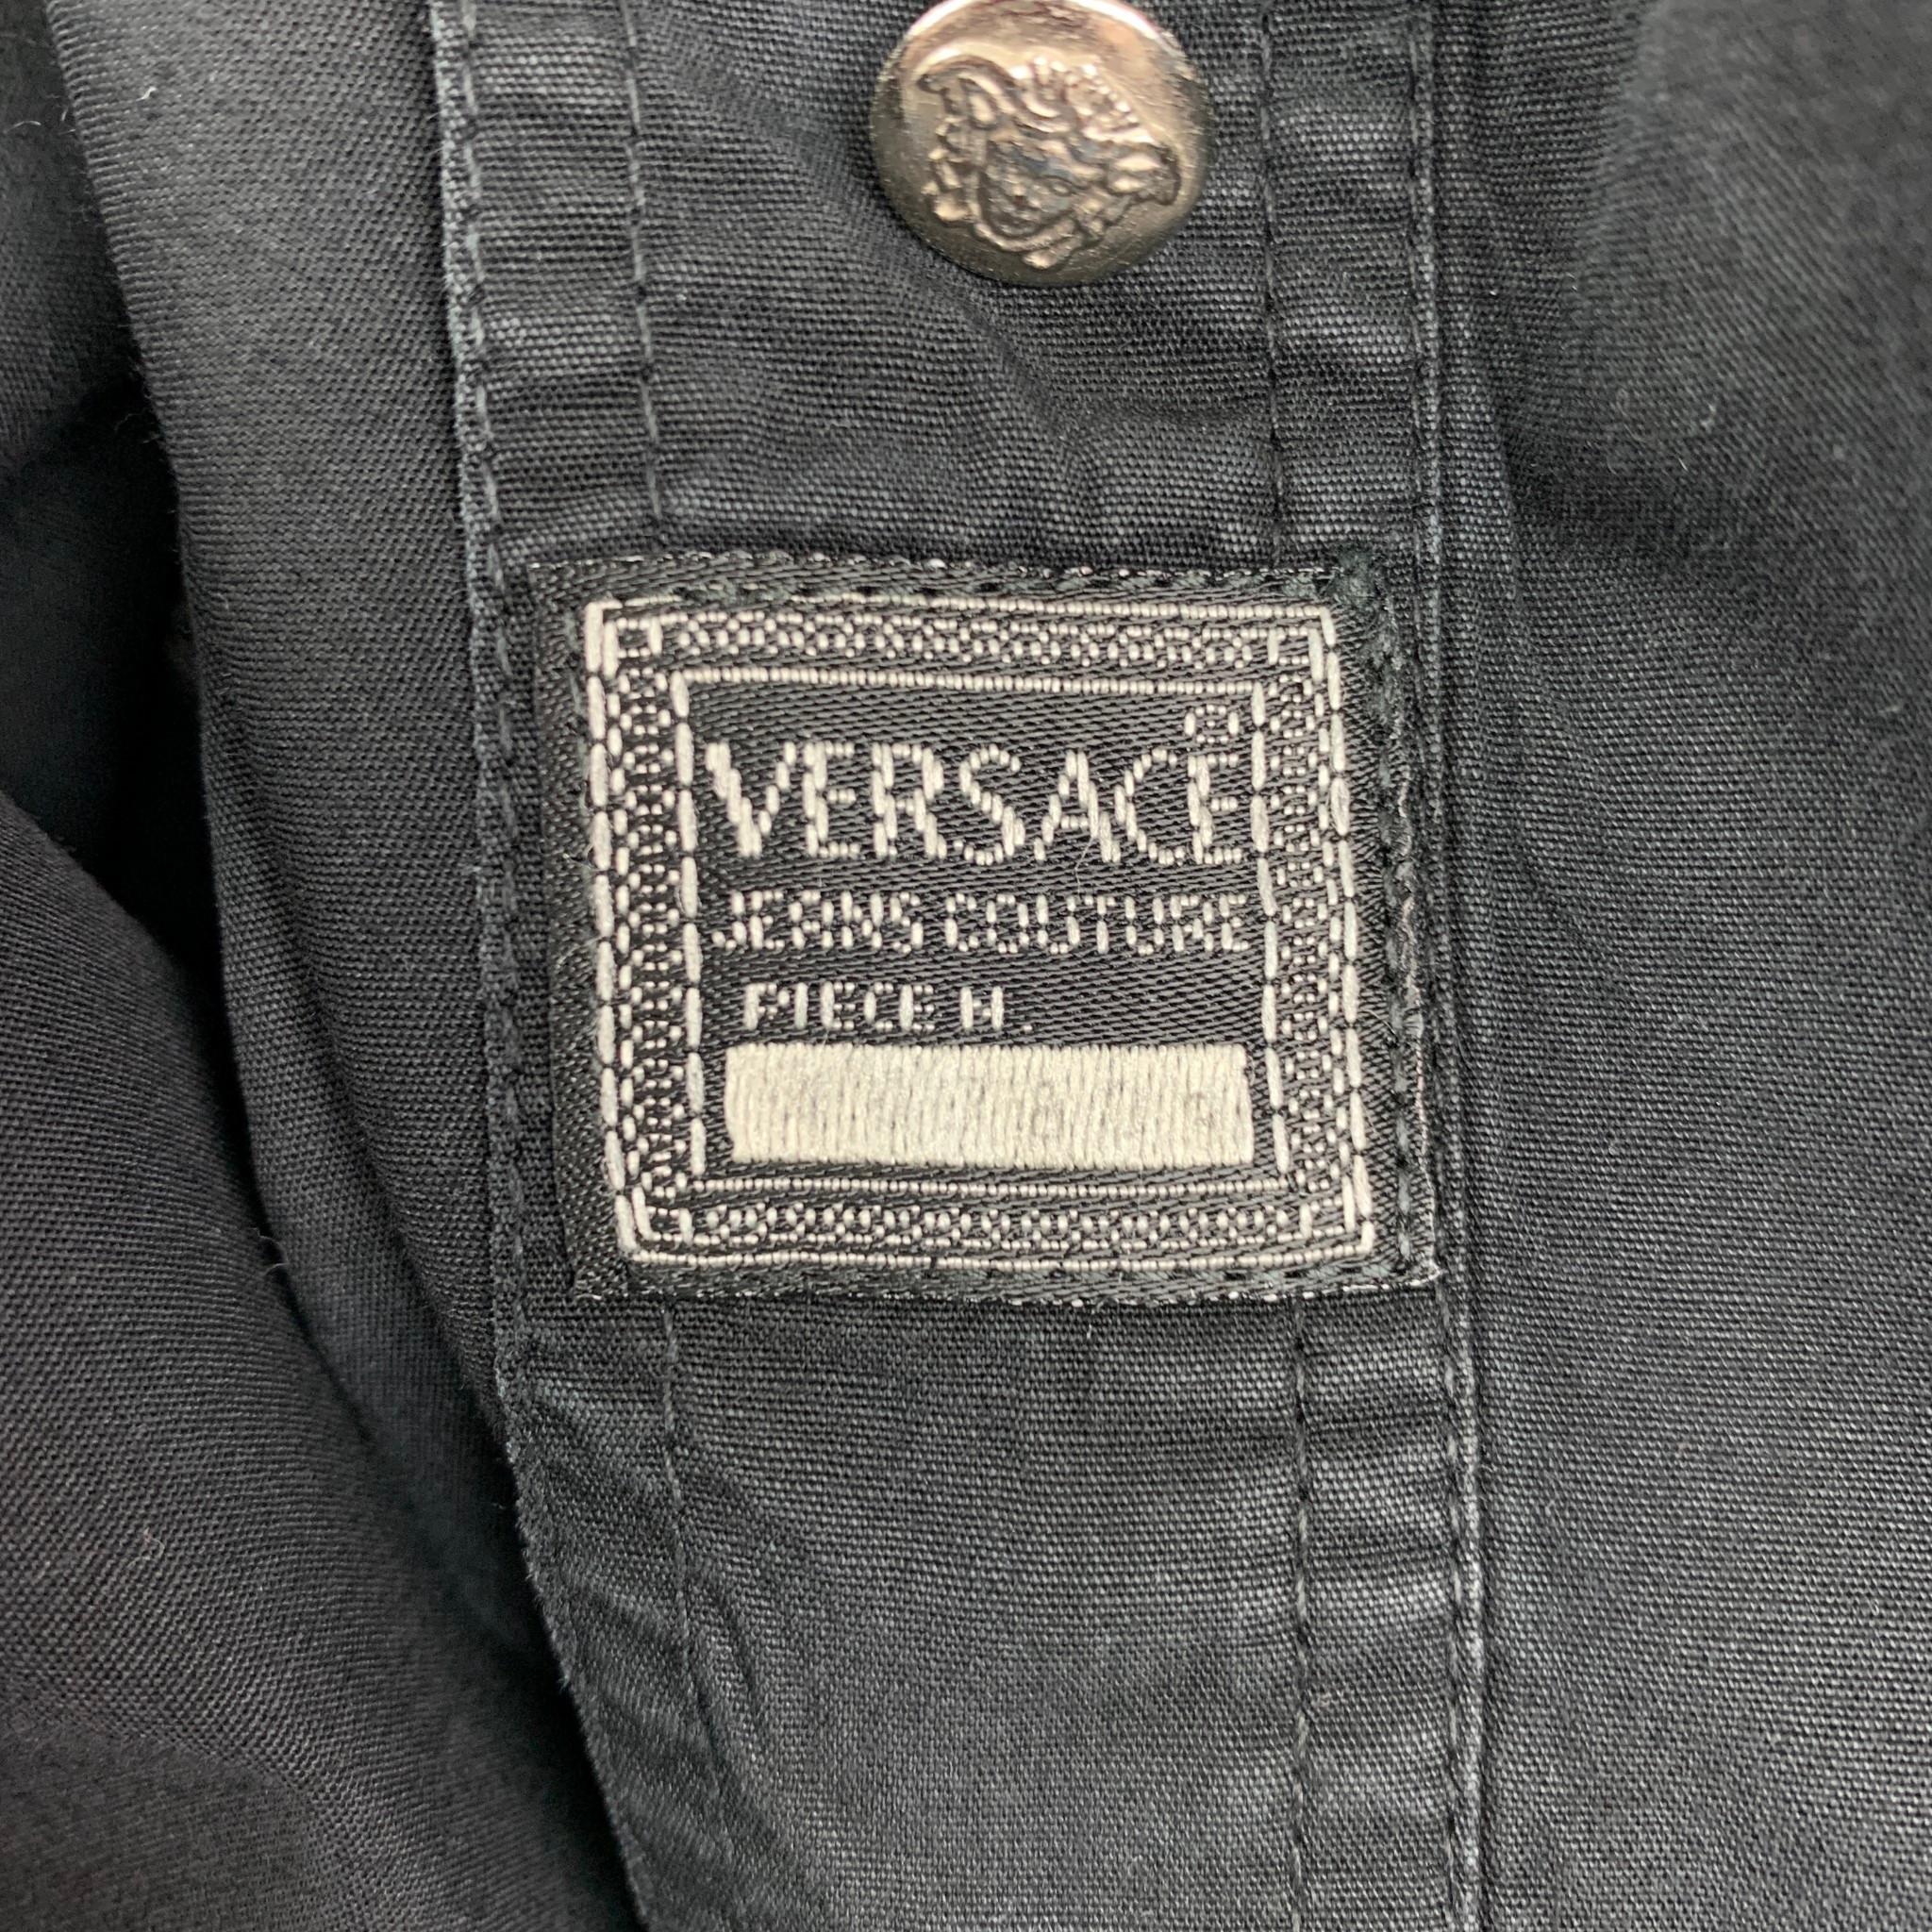 VERSACE®
JEANS COUTURE
PIECE N.